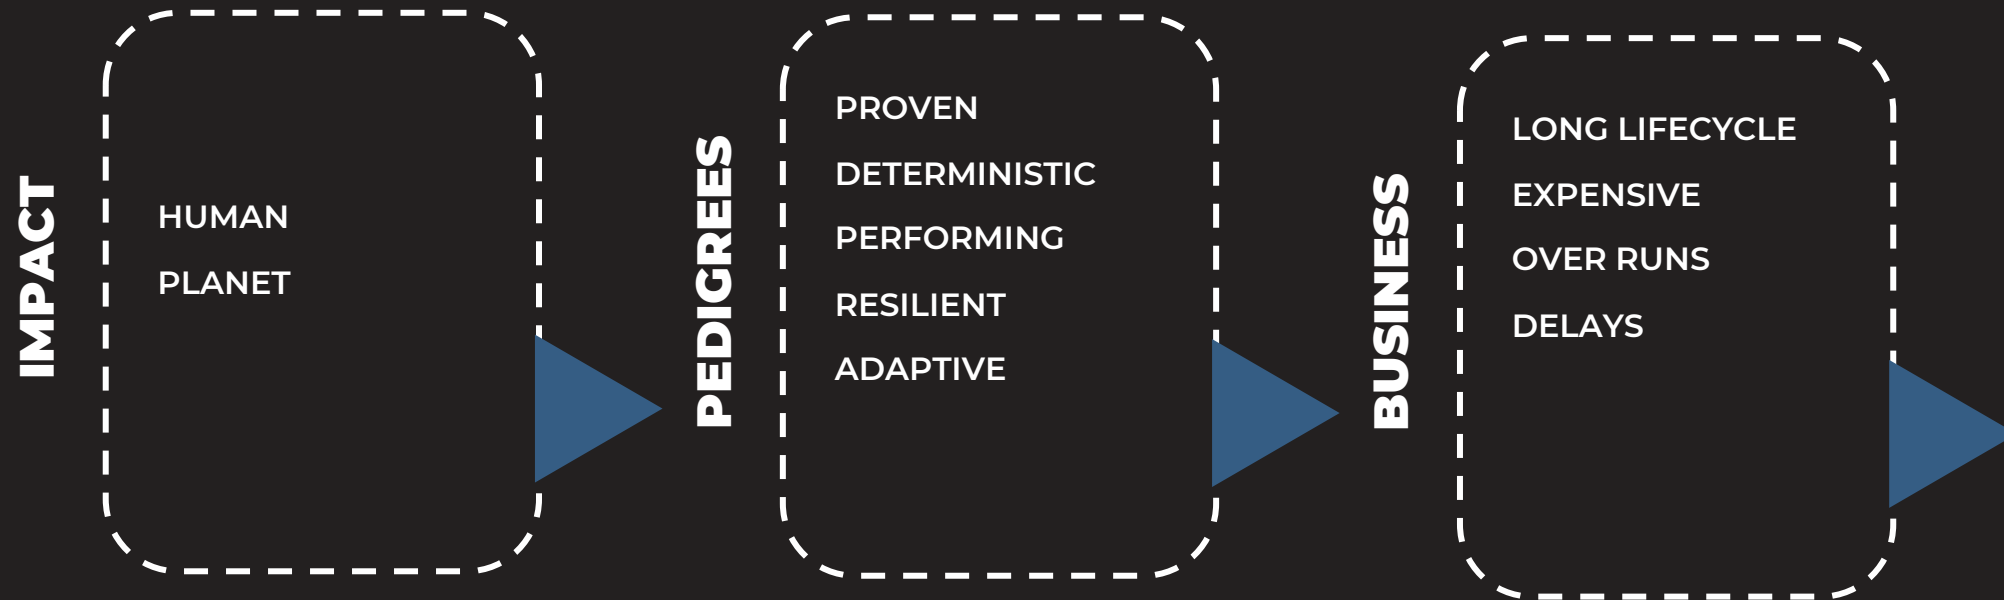 IMPACT
HUMAN
PLANET
PEDIGREES
PROVEN
DETERMINISTIC
PERFORMING
RESILIENT
ADAPTIVE
BUSINESS
LONG LIFECYCLE
EXPENSIVE
OVER RUNS
DELAYS